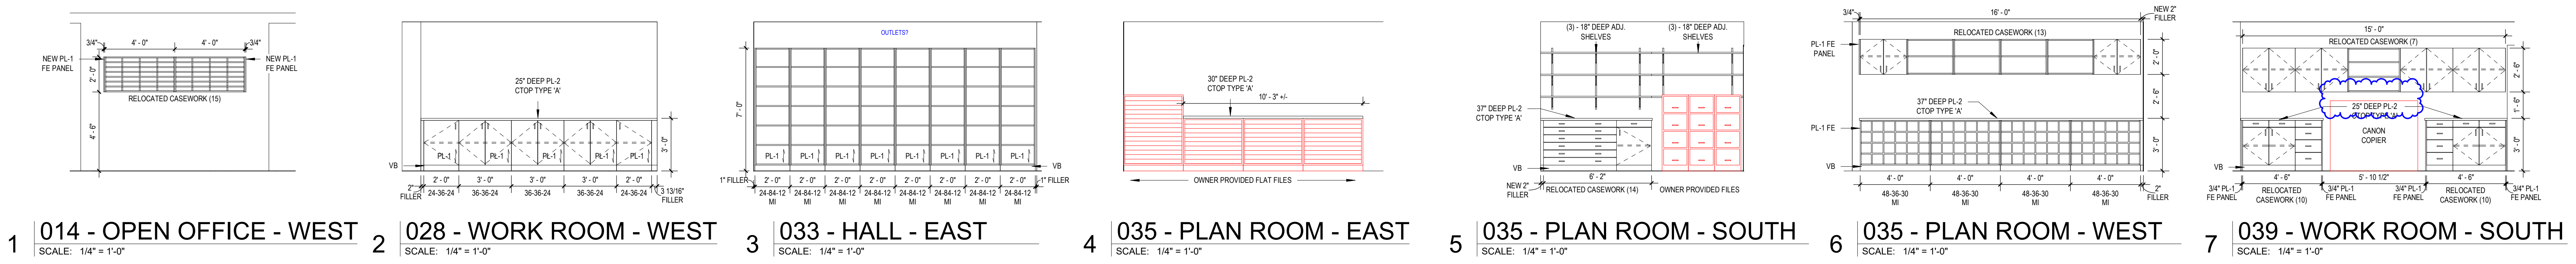 3/4"
4' - 0"
4' - 0"
3/4"
NEW PL-1
FE PANEL
NEW PL-1
FE PANEL
2' - 0"
RELOCATED CASEWORK (15)
4' - 6"
1
014 - OPEN OFFICE - WEST
SCALE: 1/4" = 1'-0"
25" DEEP PL-2
CTOP TYPE 'A'
PL-1
PL-1
PL-1
PL-1
PL-1
3' - 0"
VB
2' - 0"
3' - 0"
3' - 0"
3' - 0"
2' - 0"
2"
FILLER
24-36-24
36-36-24
36-36-24
36-36-24
24-36-24
3 13/16"
FILLER
2
028 - WORK ROOM - WEST
SCALE: 1/4" = 1'-0"
OUTLETS?
7' - 0"
PL-1
PL-1
PL-1
PL-1
PL-1
PL-1
PL-1
PL-1
VB
1" FILLER
2' - 0"
2' - 0"
2' - 0"
2' - 0"
2' - 0"
2' - 0"
2' - 0"
2' - 0"
1" FILLER
24-84-12
MI
24-84-12
MI
24-84-12
MI
24-84-12
MI
24-84-12
MI
24-84-12
MI
24-84-12
MI
24-84-12
MI
3
033 - HALL - EAST
SCALE: 1/4" = 1'-0"
30" DEEP PL-2
CTOP TYPE 'A'
10' - 3" +/-
OWNER PROVIDED FLAT FILES
4
035 - PLAN ROOM - EAST
SCALE: 1/4" = 1'-0"
(3) - 18" DEEP ADJ.
SHELVES
(3) - 18" DEEP ADJ.
SHELVES
37" DEEP PL-2
CTOP TYPE 'A'
VB
6' - 2"
NEW 2"
FILLER
RELOCATED CASEWORK (14)
OWNER PROVIDED FILES
5
035 - PLAN ROOM - SOUTH
SCALE: 1/4" = 1'-0"
3/4"
16' - 0"
NEW 2"
FILLER
RELOCATED CASEWORK (13)
PL-1 FE
PANEL
2' - 0"
2' - 6"
37" DEEP PL-2
CTOP TYPE 'A'
PL-1 FE
3' - 0"
VB
4' - 0"
4' - 0"
4' - 0"
4' - 0"
48-36-30
MI
48-36-30
MI
48-36-30
MI
48-36-30
MI
2"
FILLER
6
035 - PLAN ROOM - WEST
SCALE: 1/4" = 1'-0"
15' - 0"
RELOCATED CASEWORK (7)
2' - 6"
1' - 6"
25" DEEP PL-2
CTOP TYPE 'A'
CANON
COPIER
3' - 0"
VB
4' - 6"
5' - 10 1/2"
4' - 6"
3/4" PL-1
FE PANEL
RELOCATED
CASEWORK (10)
3/4" PL-1
FE PANEL
3/4" PL-1
FE PANEL
RELOCATED
CASEWORK (10)
3/4" PL-1
FE PANEL
7
039 - WORK ROOM - SOUTH
SCALE: 1/4" = 1'-0"